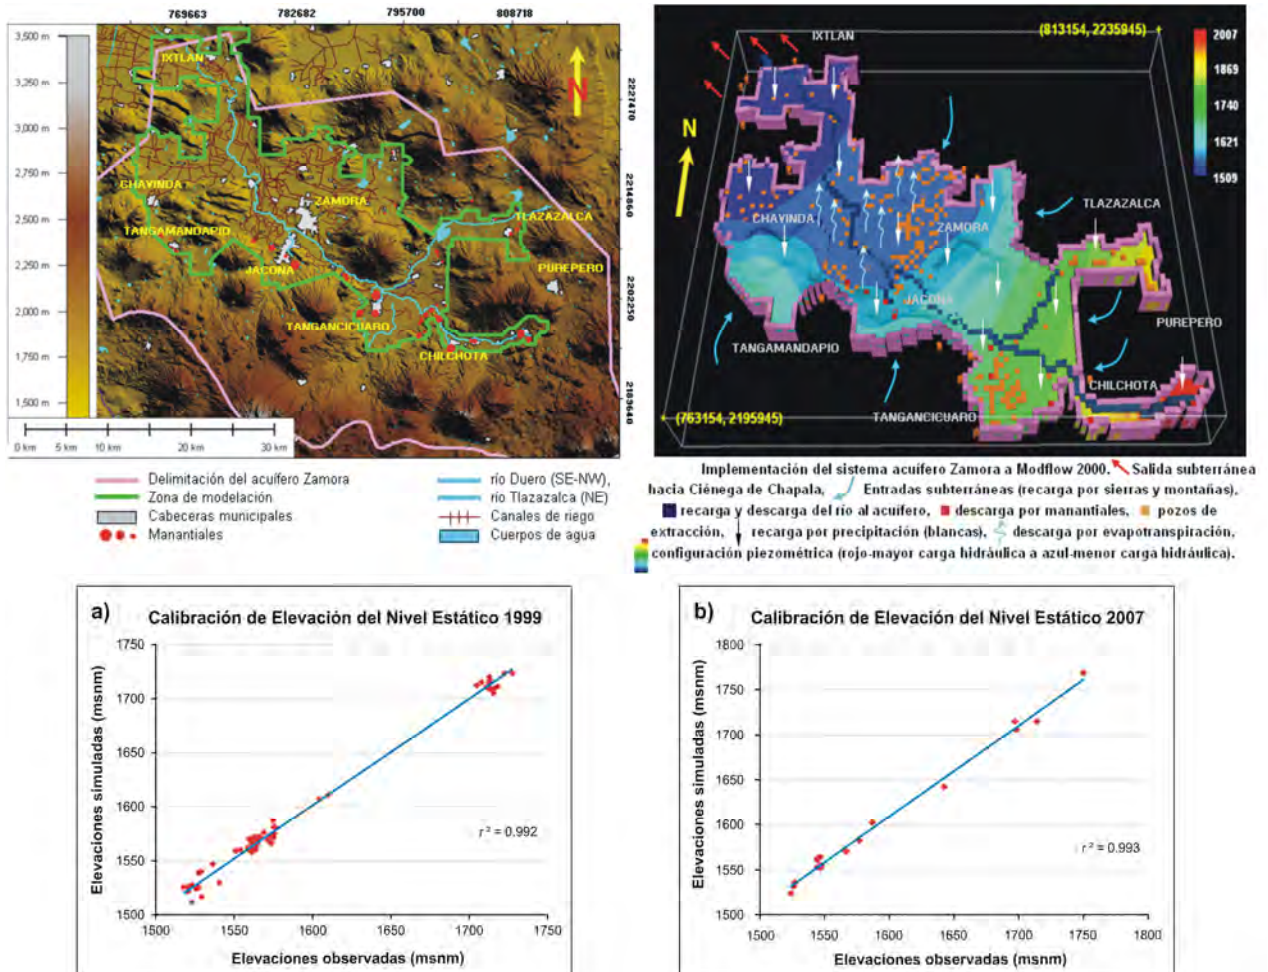 769663 782682 795700 808718
3,500 m
3,250 m
3,000 m
2,750 m
2,500 m
2,250 m
2,000 m
1,750 m
1,500 m
IXTLAN
CHAYINDA
TANGAMANDAPIO
ZAMORA
JACONA
TLAZAZALCA
PUREPERO
TANGANCICUARO
CHILCHOTA
N
2227470
2214860
2202250
2189640
0 km 5 km 10 km 20 km 30 km
Delimitación del acuífero Zamora
Zona de modelación
Cabeceras municipales
Manantiales
río Duero (SE-NW),
río Tlazazalca (NE)
Canales de riego
Cuerpos de agua
IXTLAN
(813154, 2235945)
2007
1869
1740
1621
1509
N
CHAYINDA
ZAMORA
TLAZAZALCA
JACONA
TANGAMANDAPIO
PUREPERO
CHILCHOTA
TANGANCICUARO
(763154, 2195945)
Implementación del sistema acuífero Zamora a Modflow 2000. Salida subterránea
hacia Ciénega de Chapala, Entradas subterráneas (recarga por sierras y montañas),
recarga y descarga del río al acuífero, descarga por manantiales, pozos de
extracción, recarga por precipitación (blancas), descarga por evapotranspiración,
configuración piezométrica (rojo-mayor carga hidráulica a azul-menor carga hidráulica).
a) Calibración de Elevación del Nivel Estático 1999
Elevaciones simuladas (msnm)
1750
1700
1650
1600
1550
1500
r² = 0.992
1500 1550 1600 1650 1700 1750
Elevaciones observadas (msnm)
b) Calibración de Elevación del Nivel Estático 2007
Elevaciones simuladas (msnm)
1800
1750
1700
1650
1600
1550
1500
r² = 0.993
1500 1550 1600 1650 1700 1750 1800
Elevaciones observadas (msnm)